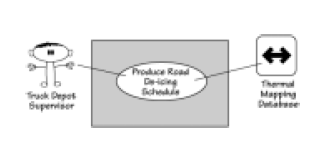 Produce Road
De-icing
Schedule
Truck Depot
Supervisor
Thermal
Mapping
Database